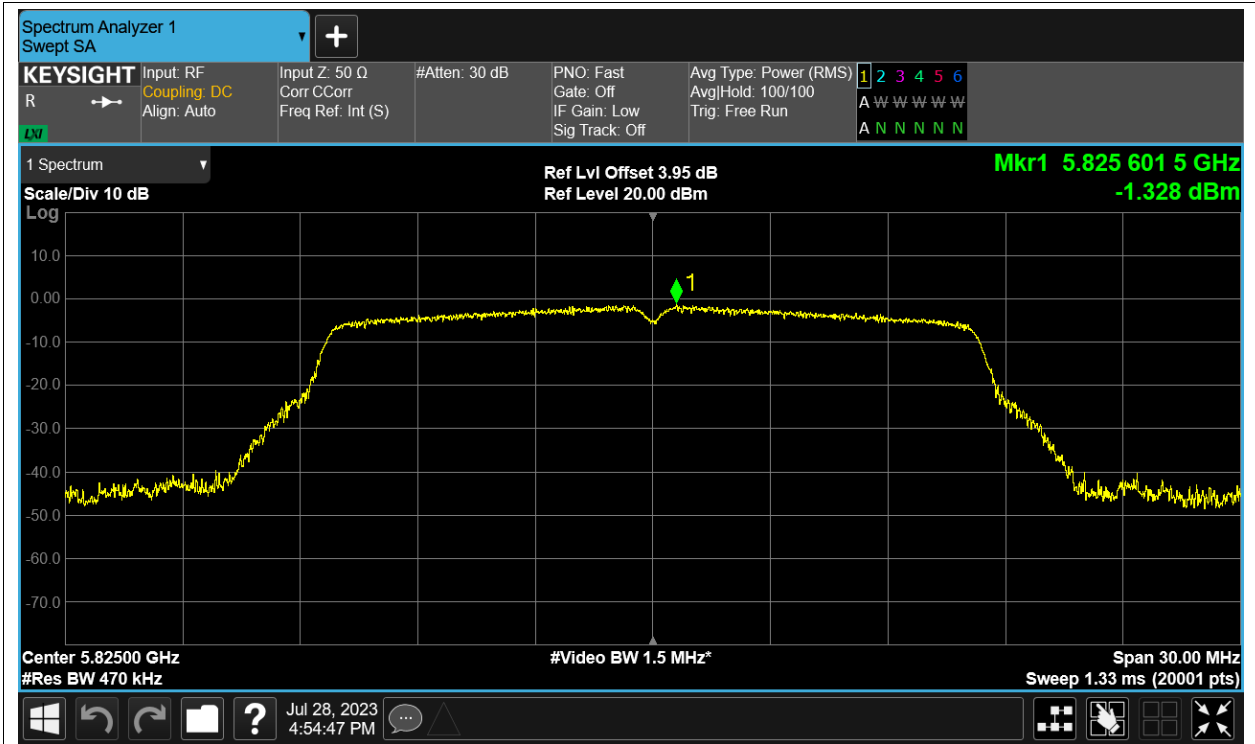 Spectrum Analyzer 1
Swept SA
+
KEYSIGHT
R
LXI
Input: RF
Coupling: DC
Align: Auto
Input Z: 50 Ω
Corr CCorr
Freq Ref: Int (S)
#Atten: 30 dB
PNO: Fast
Gate: Off
IF Gain: Low
Sig Track: Off
Avg Type: Power (RMS)
Avg|Hold: 100/100
Trig: Free Run
1 2 3 4 5 6
A W W W W W
A N N N N N
1 Spectrum
Scale/Div 10 dB
Ref Lvl Offset 3.95 dB
Ref Level 20.00 dBm
Mkr1 5.825 601 5 GHz
-1.328 dBm
Log
10.0
0.00
-10.0
-20.0
-30.0
-40.0
-50.0
-60.0
-70.0
1
Center 5.82500 GHz
#Res BW 470 kHz
#Video BW 1.5 MHz*
Span 30.00 MHz
Sweep 1.33 ms (20001 pts)
?
Jul 28, 2023
4:54:47 PM